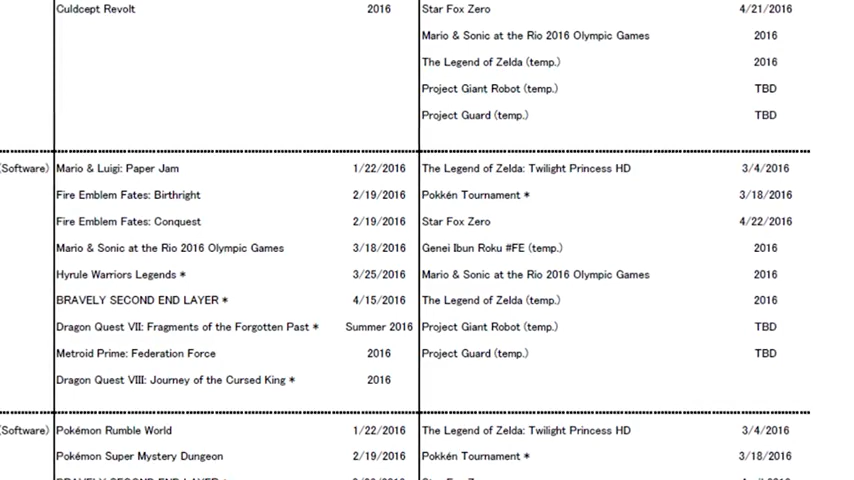 Culdcept Revolt 2016 Star Fox Zero 4/21/2016
Mario & Sonic at the Rio 2016 Olympic Games 2016
The Legend of Zelda (temp.) 2016
Project Giant Robot (temp.) TBD
Project Guard (temp.) TBD
(Software) Mario & Luigi: Paper Jam 1/22/2016 The Legend of Zelda: Twilight Princess HD 3/4/2016
Fire Emblem Fates: Birthright 2/19/2016 Pokkén Tournament * 3/18/2016
Fire Emblem Fates: Conquest 2/19/2016 Star Fox Zero 4/22/2016
Mario & Sonic at the Rio 2016 Olympic Games 3/18/2016 Genei Ibun Roku #FE (temp.) 2016
Hyrule Warriors Legends * 3/25/2016 Mario & Sonic at the Rio 2016 Olympic Games 2016
BRAVELY SECOND END LAYER * 4/15/2016 The Legend of Zelda (temp.) 2016
Dragon Quest VII: Fragments of the Forgotten Past * Summer 2016 Project Giant Robot (temp.) TBD
Metroid Prime: Federation Force 2016 Project Guard (temp.) TBD
Dragon Quest VIII: Journey of the Cursed King * 2016
(Software) Pokémon Rumble World 1/22/2016 The Legend of Zelda: Twilight Princess HD 3/4/2016
Pokémon Super Mystery Dungeon 2/19/2016 Pokkén Tournament * 3/18/2016